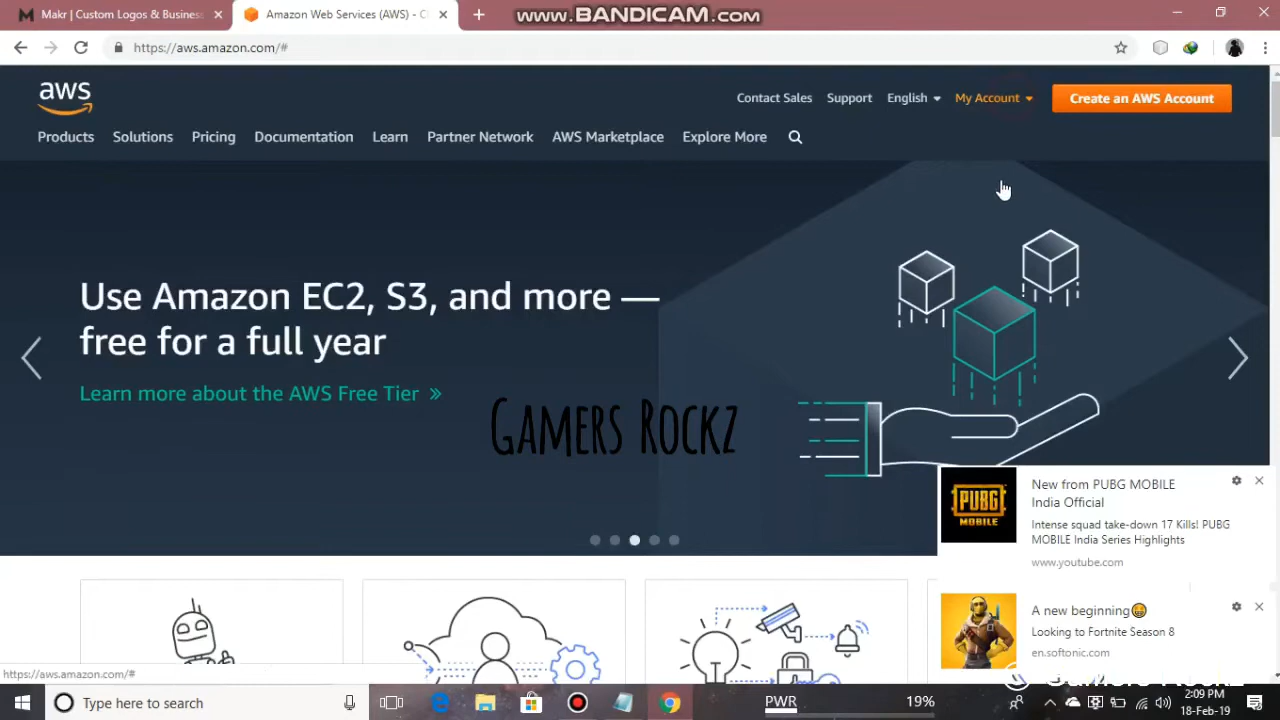 Makr | Custom Logos & Business
Amazon Web Services (AWS) - C
www.BANDICAM.com
https://aws.amazon.com/#
aws
Contact Sales
Support
English
My Account
Create an AWS Account
Products
Solutions
Pricing
Documentation
Learn
Partner Network
AWS Marketplace
Explore More
Use Amazon EC2, S3, and more —
free for a full year
Learn more about the AWS Free Tier »
Gamers Rockz
PUBG
MOBILE
New from PUBG MOBILE
India Official
Intense squad take-down 17 Kills! PUBG
MOBILE India Series Highlights
www.youtube.com
A new beginning😀
Looking to Fortnite Season 8
en.softonic.com
https://aws.amazon.com/#
Type here to search
PWR
19%
2:09 PM
18-Feb-19